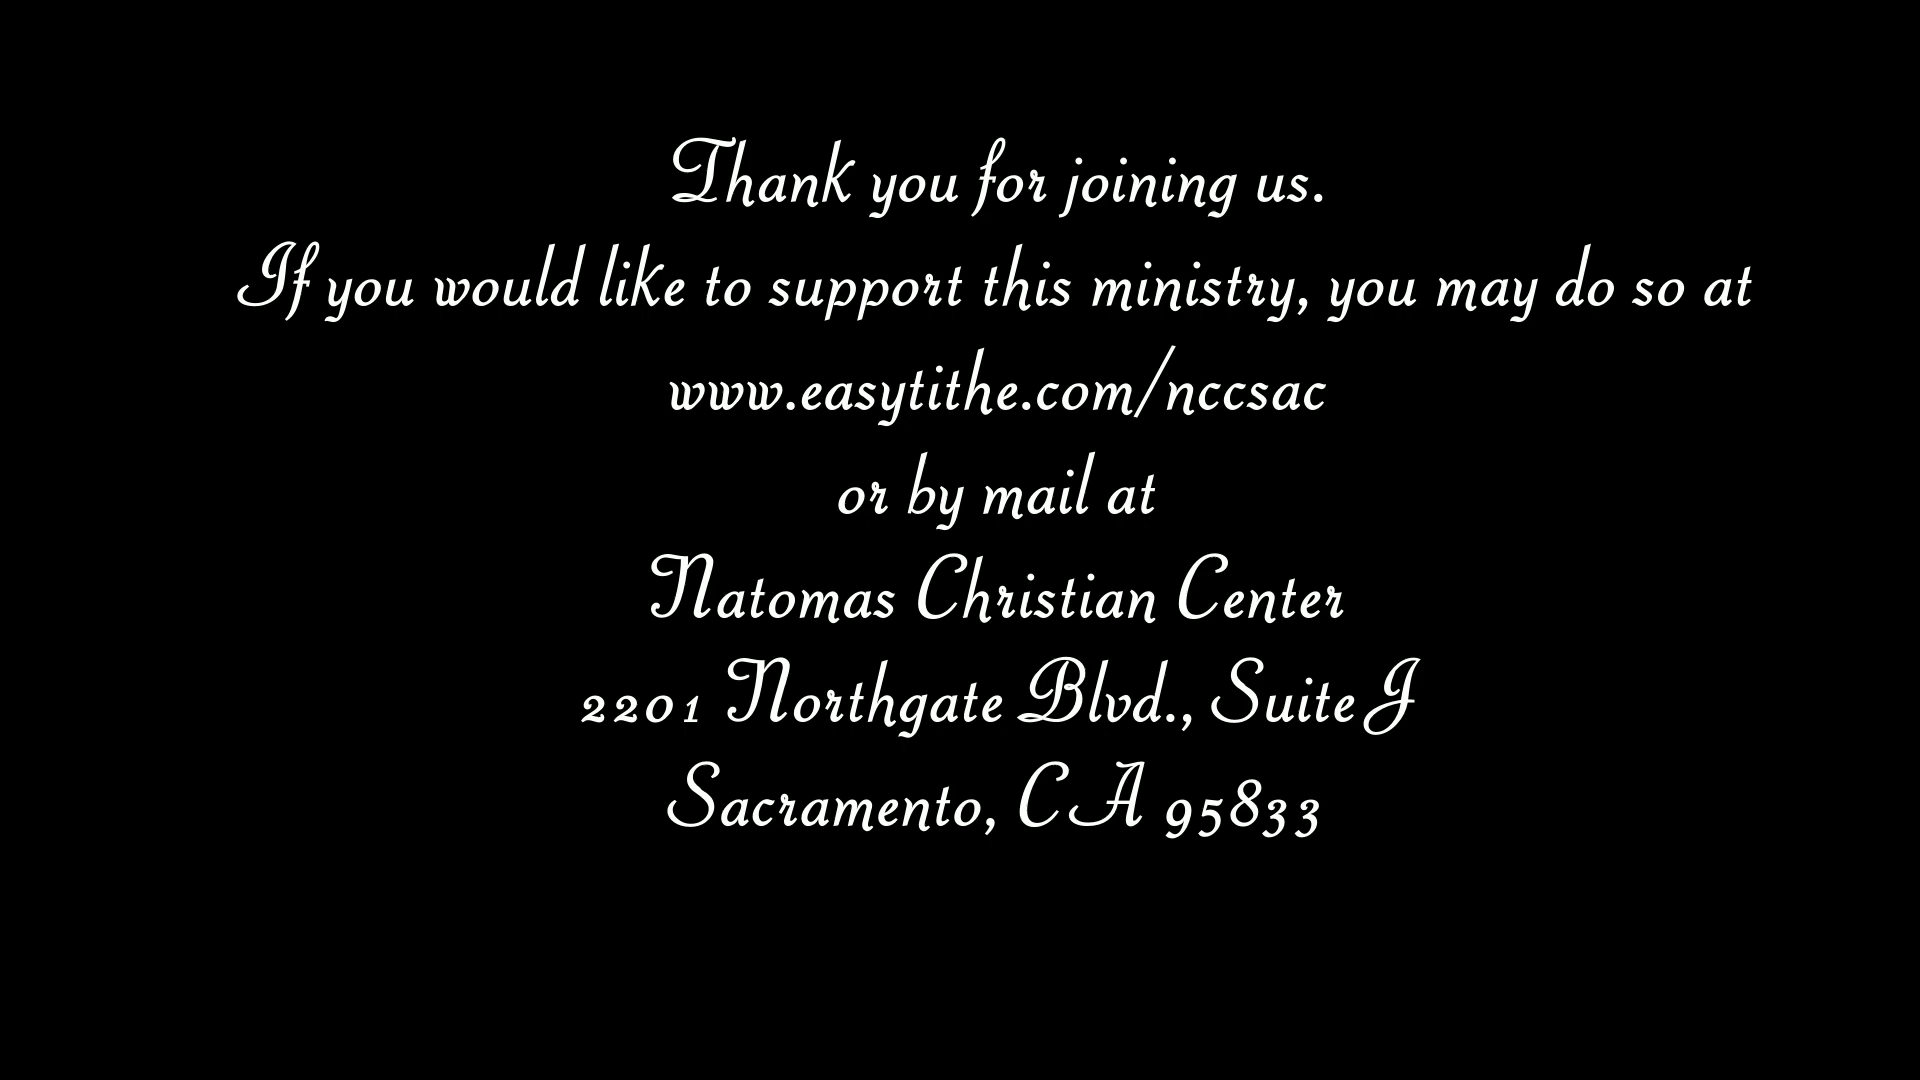 Thank you for joining us.
If you would like to support this ministry, you may do so at
www.easytithe.com/nccsac
or by mail at
Natomas Christian Center
2201 Northgate Blvd., Suite J
Sacramento, CA 95833